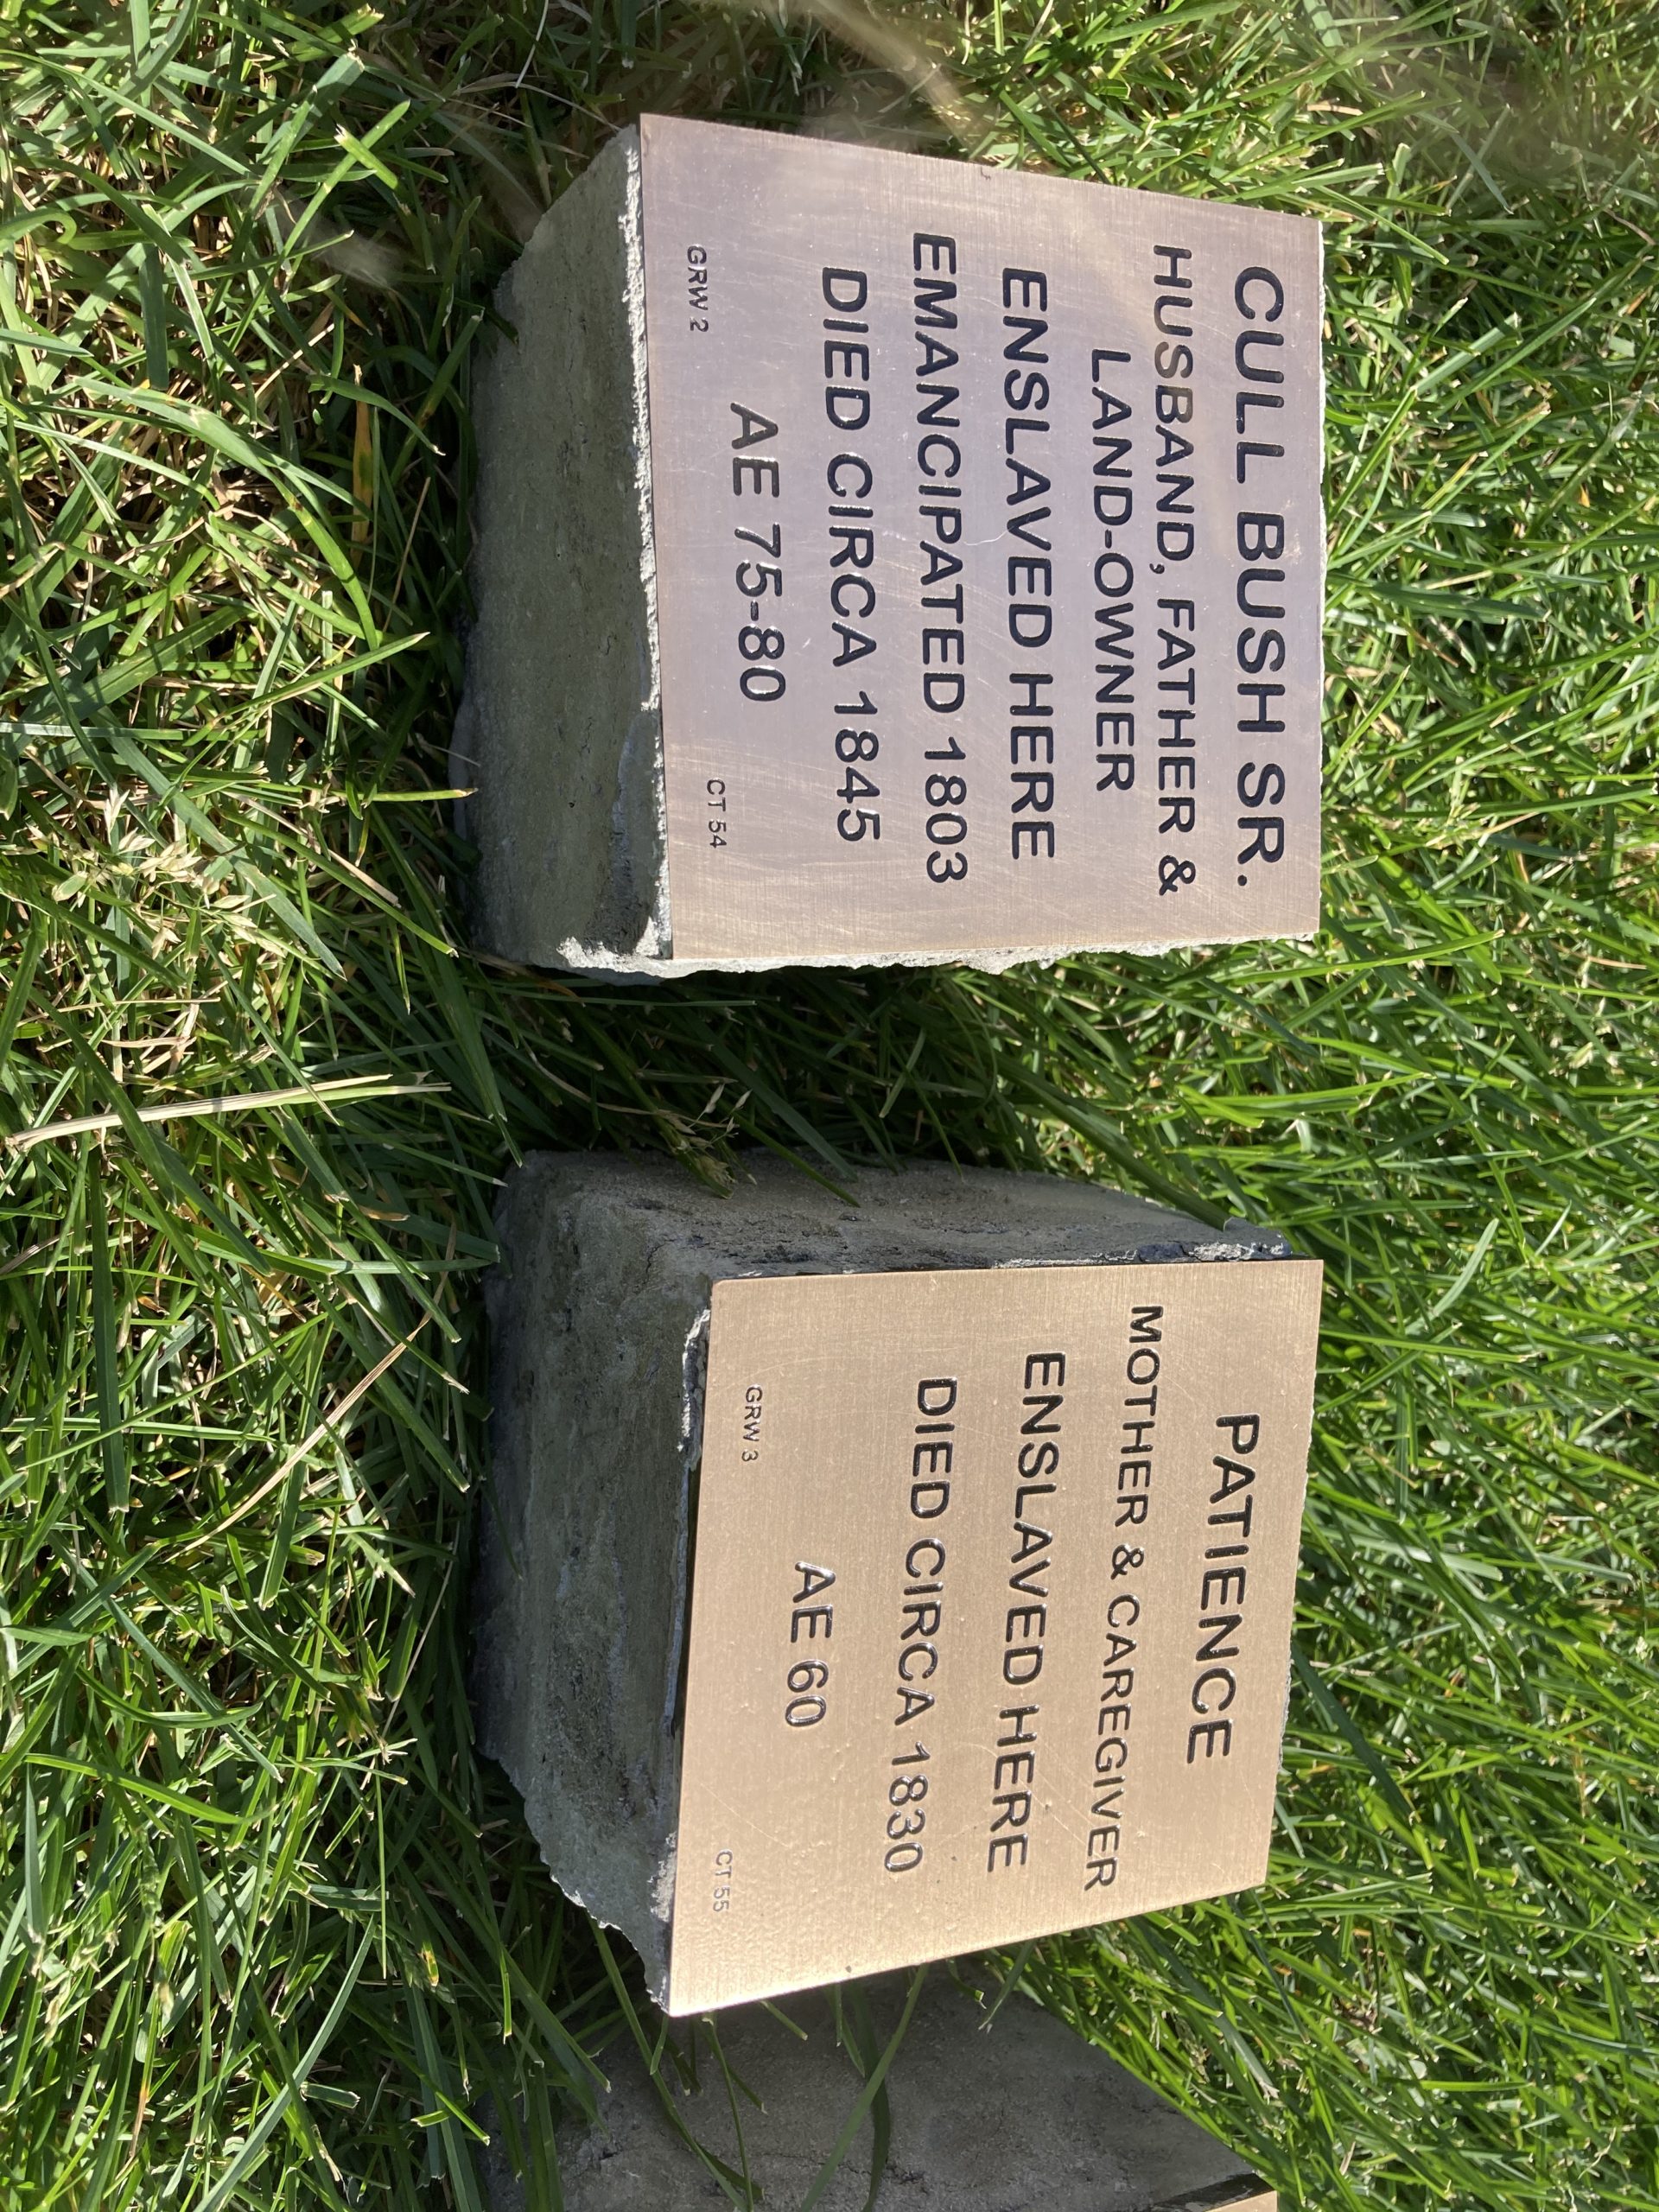 CULL BUSH SR.
HUSBAND, FATHER &
LAND-OWNER
ENSLAVED HERE
EMANCIPATED 1803
DIED CIRCA 1845
AE 75-80
GRW 2
CT 54
PATIENCE
MOTHER & CAREGIVER
ENSLAVED HERE
DIED CIRCA 1830
AE 60
GRW 3
CT 55